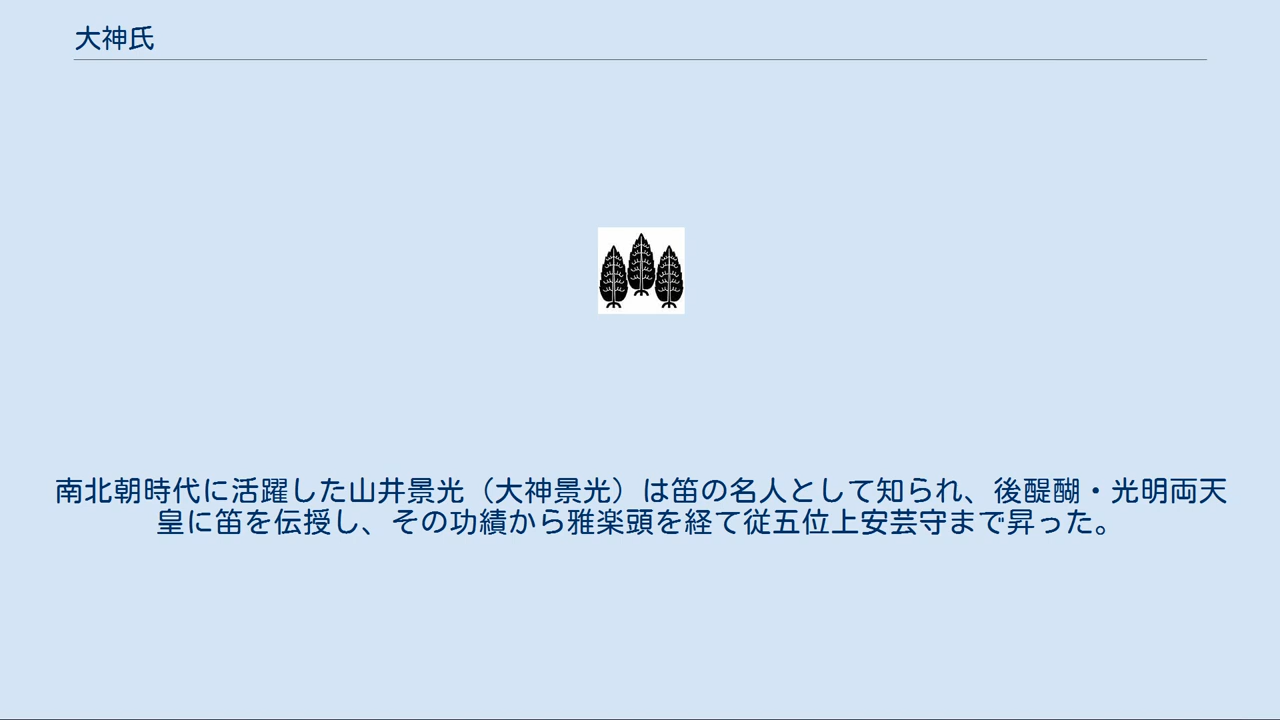 大神氏
南北朝時代に活躍した山井景光（大神景光）は笛の名人として知られ、後醍醐・光明両天
皇に笛を伝授し、その功績から雅楽頭を経て従五位上安芸守まで昇った。